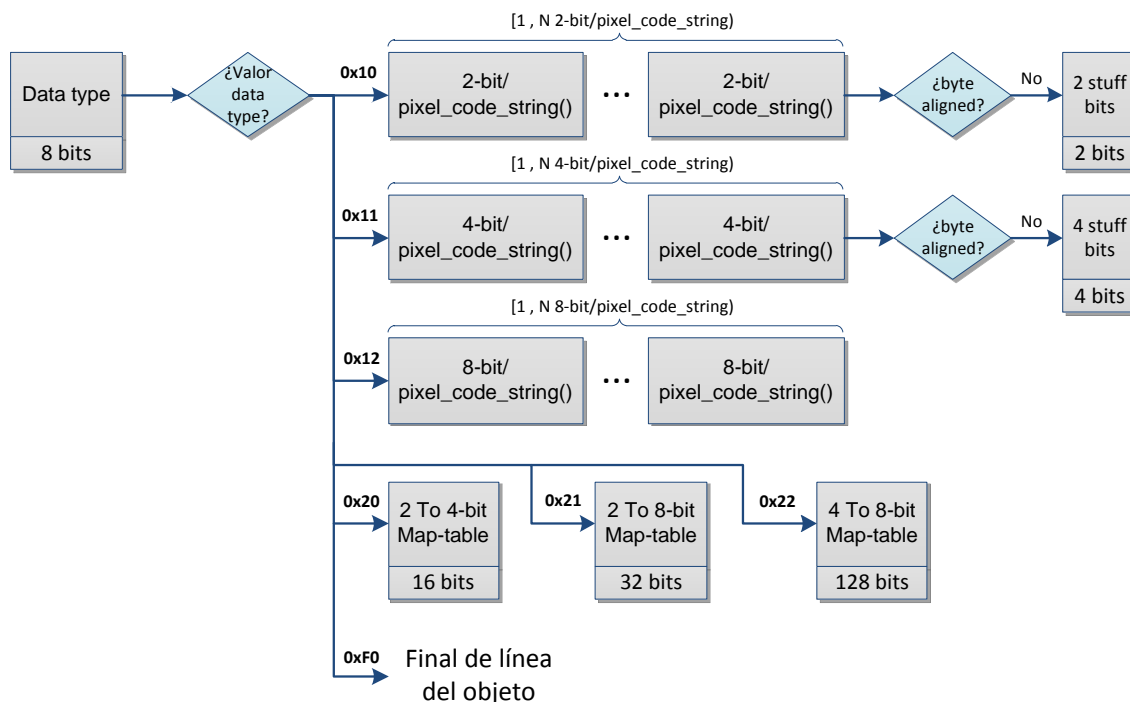 [1 , N 2-bit/pixel_code_string)
Data type
8 bits
¿Valor
data
type?
0x10
2-bit/
pixel_code_string()
...
2-bit/
pixel_code_string()
¿byte
aligned?
No
2 stuff
bits
2 bits
[1 , N 4-bit/pixel_code_string)
0x11
4-bit/
pixel_code_string()
...
4-bit/
pixel_code_string()
¿byte
aligned?
No
4 stuff
bits
4 bits
[1 , N 8-bit/pixel_code_string)
0x12
8-bit/
pixel_code_string()
...
8-bit/
pixel_code_string()
0x20
2 To 4-bit
Map-table
16 bits
0x21
2 To 8-bit
Map-table
32 bits
0x22
4 To 8-bit
Map-table
128 bits
0xF0
Final de línea
del objeto